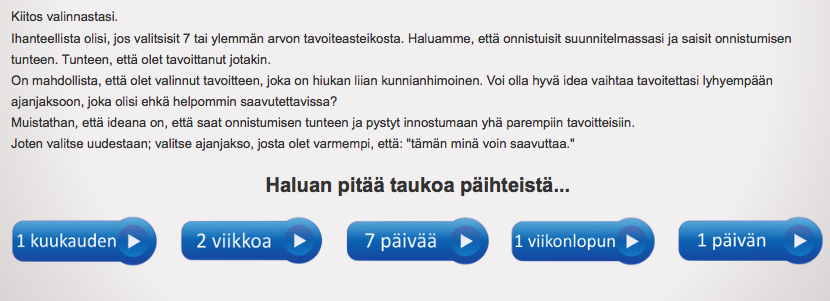 Kiitos valinnastasi.
Ihanteellista olisi, jos valitsisit 7 tai ylemmän arvon tavoiteasteikosta. Haluamme, että onnistuisit suunnitelmassasi ja saisit onnistumisen
tunteen. Tunteen, että olet tavoittanut jotakin.
On mahdollista, että olet valinnut tavoitteen, joka on hiukan liian kunnianhimoinen. Voi olla hyvä idea vaihtaa tavoitettasi lyhyempään
ajanjaksoon, joka olisi ehkä helpommin saavutettavissa?
Muistathan, että ideana on, että saat onnistumisen tunteen ja pystyt innostumaan yhä parempiin tavoitteisiin.
Joten valitse uudestaan; valitse ajanjakso, josta olet varmempi, että: "tämän minä voin saavuttaa."
Haluan pitää taukoa päihteistä...
1 kuukauden
2 viikkoa
7 päivää
1 viikonlopun
1 päivän